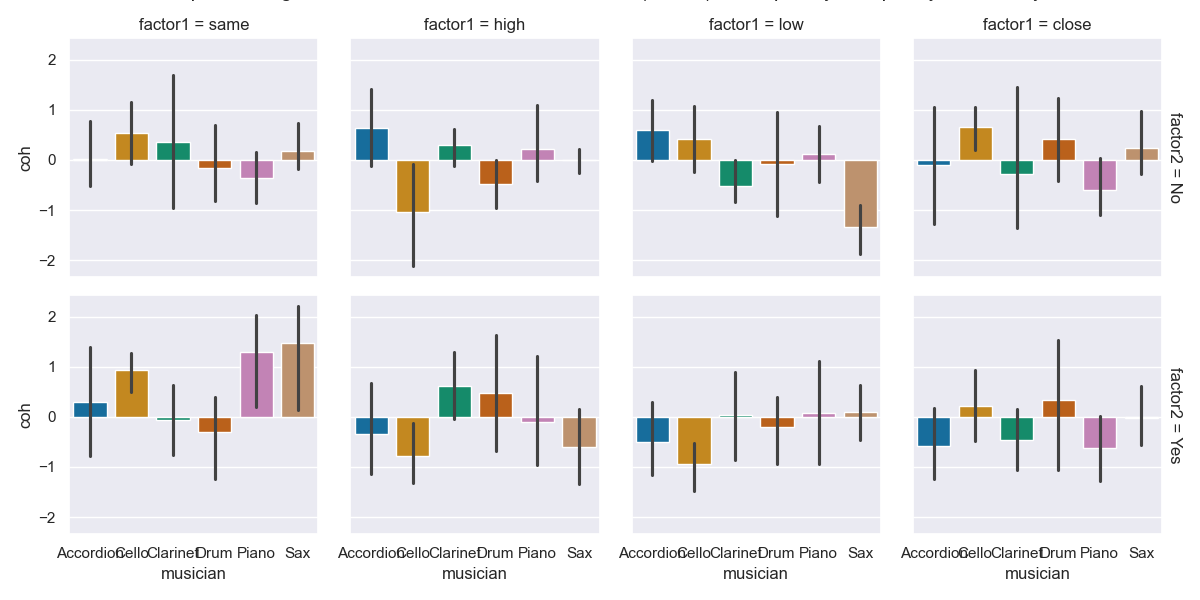 factor1 = same factor1 = high factor1 = low factor1 = close
2
1
0
−1
−2
coh
factor2 = No
2
1
0
−1
−2
coh
factor2 = Yes
Accordion Cello Clarinet Drum Piano Sax Accordion Cello Clarinet Drum Piano Sax Accordion Cello Clarinet Drum Piano Sax Accordion Cello Clarinet Drum Piano Sax
musician musician musician musician